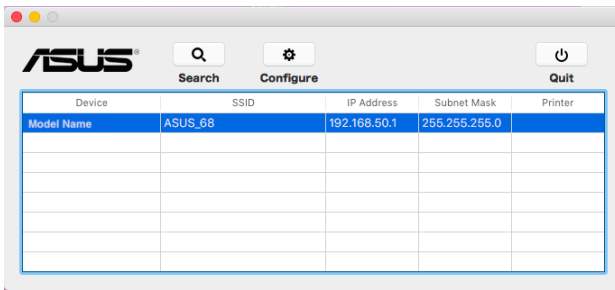 ASUS®
Search Configure Quit
Device SSID IP Address Subnet Mask Printer
Model Name ASUS_68 192.168.50.1 255.255.255.0